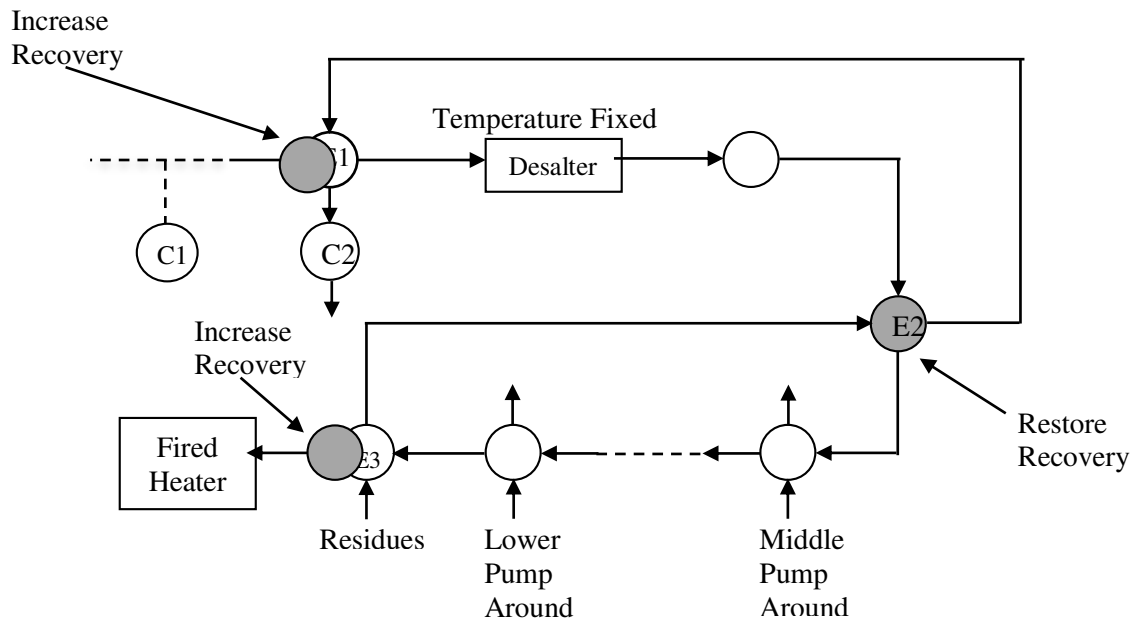 Increase
Recovery
Temperature Fixed
Desalter
C1
C2
E2
Increase
Recovery
Restore
Recovery
Fired
Heater
E3
Residues
Lower
Pump
Around
Middle
Pump
Around